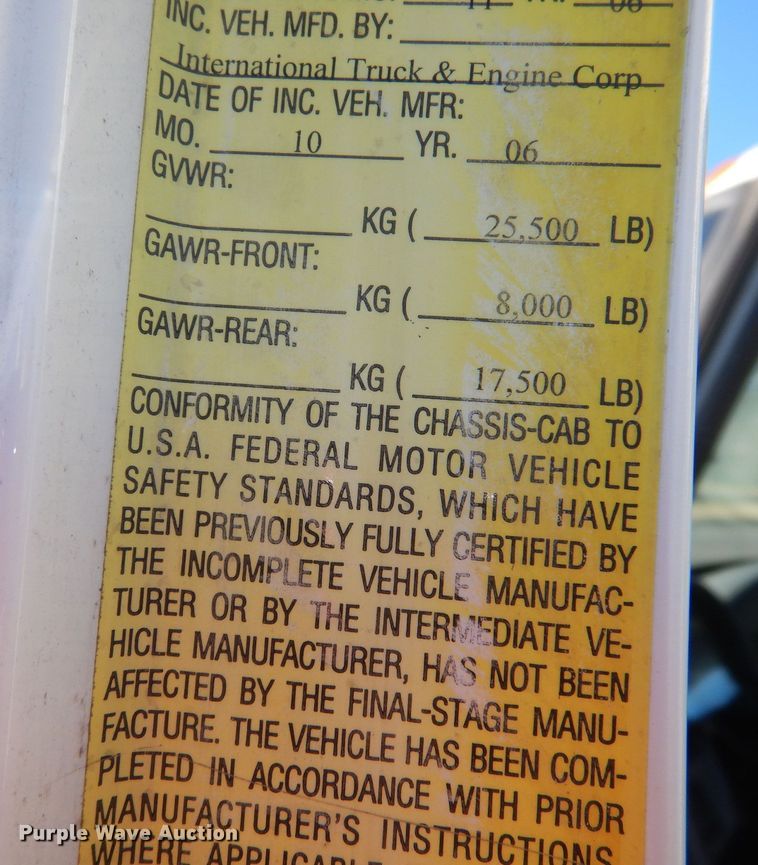 11 06
INC. VEH. MFD. BY:
International Truck & Engine Corp
DATE OF INC. VEH. MFR:
MO. 10 YR. 06
GVWR:
KG ( 25,500 LB)
GAWR-FRONT:
KG ( 8,000 LB)
GAWR-REAR:
KG ( 17,500 LB)
CONFORMITY OF THE CHASSIS-CAB TO
U.S.A. FEDERAL MOTOR VEHICLE
SAFETY STANDARDS, WHICH HAVE
BEEN PREVIOUSLY FULLY CERTIFIED BY
THE INCOMPLETE VEHICLE MANUFAC-
TURER OR BY THE INTERMEDIATE VE-
HICLE MANUFACTURER, HAS NOT BEEN
AFFECTED BY THE FINAL-STAGE MANU-
FACTURE. THE VEHICLE HAS BEEN COM-
PLETED IN ACCORDANCE WITH PRIOR
MANUFACTURER'S INSTRUCTIONS
WHERE APPLICABLE
Purple Wave Auction